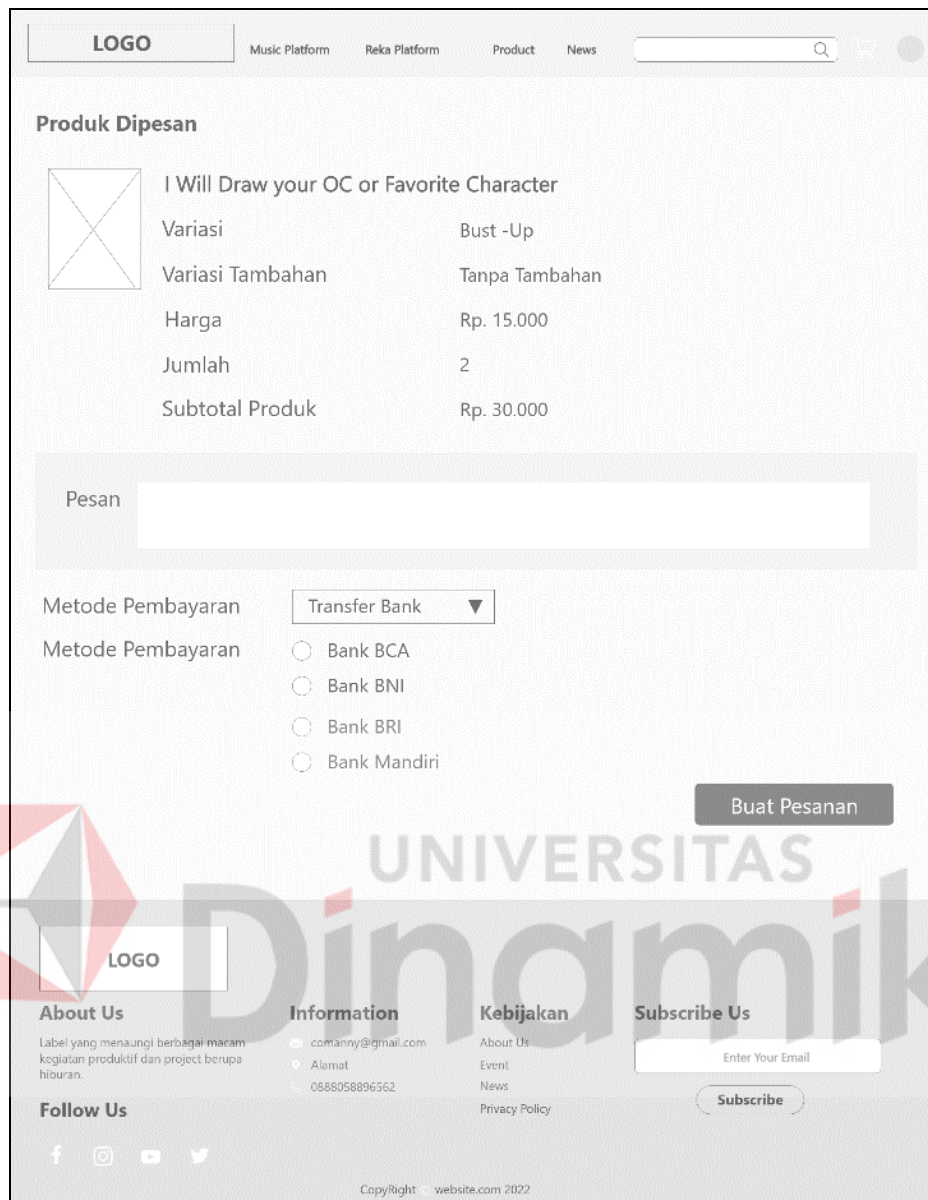 LOGO
Music Platform Reka Platform Product News
Produk Dipesan
I Will Draw your OC or Favorite Character
Variasi Bust -Up
Variasi Tambahan Tanpa Tambahan
Harga Rp. 15.000
Jumlah 2
Subtotal Produk Rp. 30.000
Pesan
Metode Pembayaran Transfer Bank
Metode Pembayaran Bank BCA
Bank BNI
Bank BRI
Bank Mandiri
Buat Pesanan
UNIVERSITAS
Dinamik
LOGO
About Us
Label yang menaungi berbagai macam
kegiatan produktif dan project berupa
hiburan.
Follow Us
Information
comanny@gmail.com
Alamat
0888058896562
Kebijakan
About Us
Event
News
Privacy Policy
Subscribe Us
Enter Your Email
Subscribe
CopyRight © website.com 2022